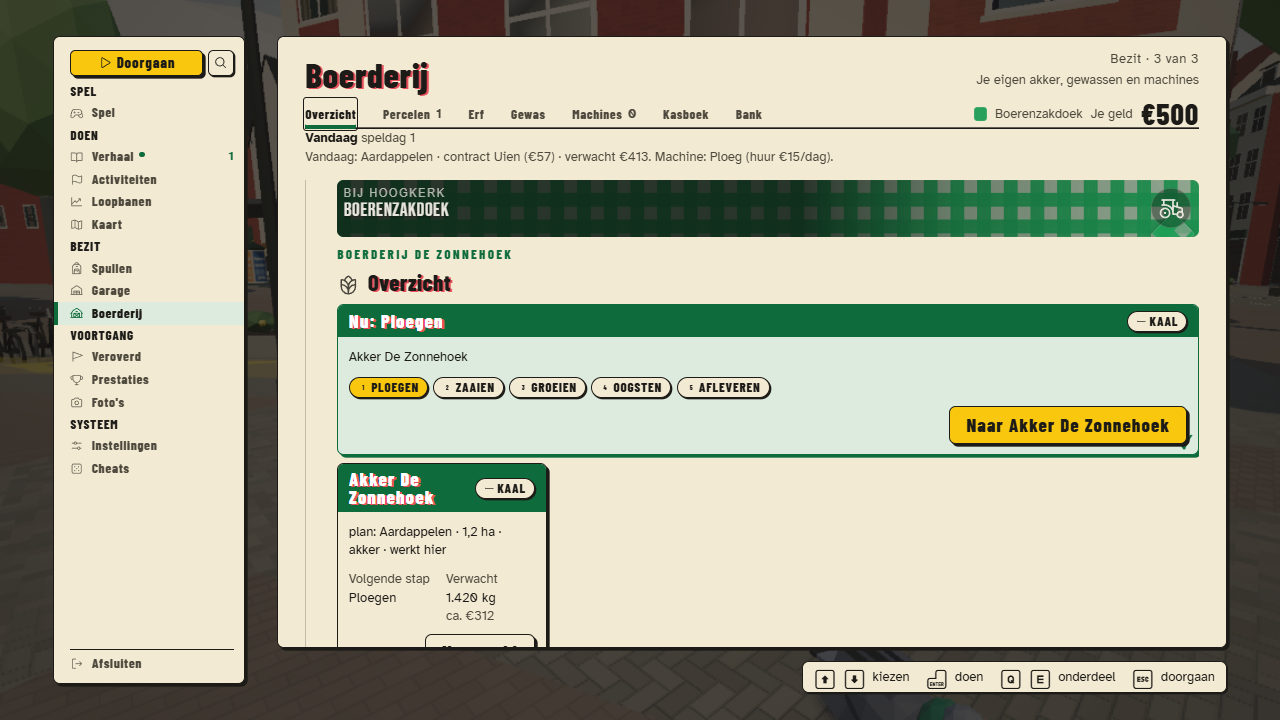 Doorgaan
SPEL
Spel
DOEN
Verhaal 1
Activiteiten
Loopbanen
Kaart
BEZIT
Spullen
Garage
Boerderij
VOORTGANG
Veroverd
Prestaties
Foto's
SYSTEEM
Instellingen
Cheats
Afsluiten
Boerderij
Bezit · 3 van 3
Je eigen akker, gewassen en machines
Overzicht Percelen 1 Erf Gewas Machines 0 Kasboek Bank
Boerenzakdoek Je geld €500
Vandaag speldag 1
Vandaag: Aardappelen · contract Uien (€57) · verwacht €413. Machine: Ploeg (huur €15/dag).
BIJ HOOGKERK
BOERENZAKDOEK
BOERDERIJ DE ZONNEHOEK
Overzicht
Nu: Ploegen — KAAL
Akker De Zonnehoek
1 PLOEGEN 2 ZAAIEN 3 GROEIEN 4 OOGSTEN 5 AFLEVEREN
Naar Akker De Zonnehoek
Akker De Zonnehoek — KAAL
plan: Aardappelen · 1,2 ha ·
akker · werkt hier
Volgende stap Verwacht
Ploegen 1.420 kg
ca. €312
kiezen ENTER doen Q E onderdeel ESC doorgaan